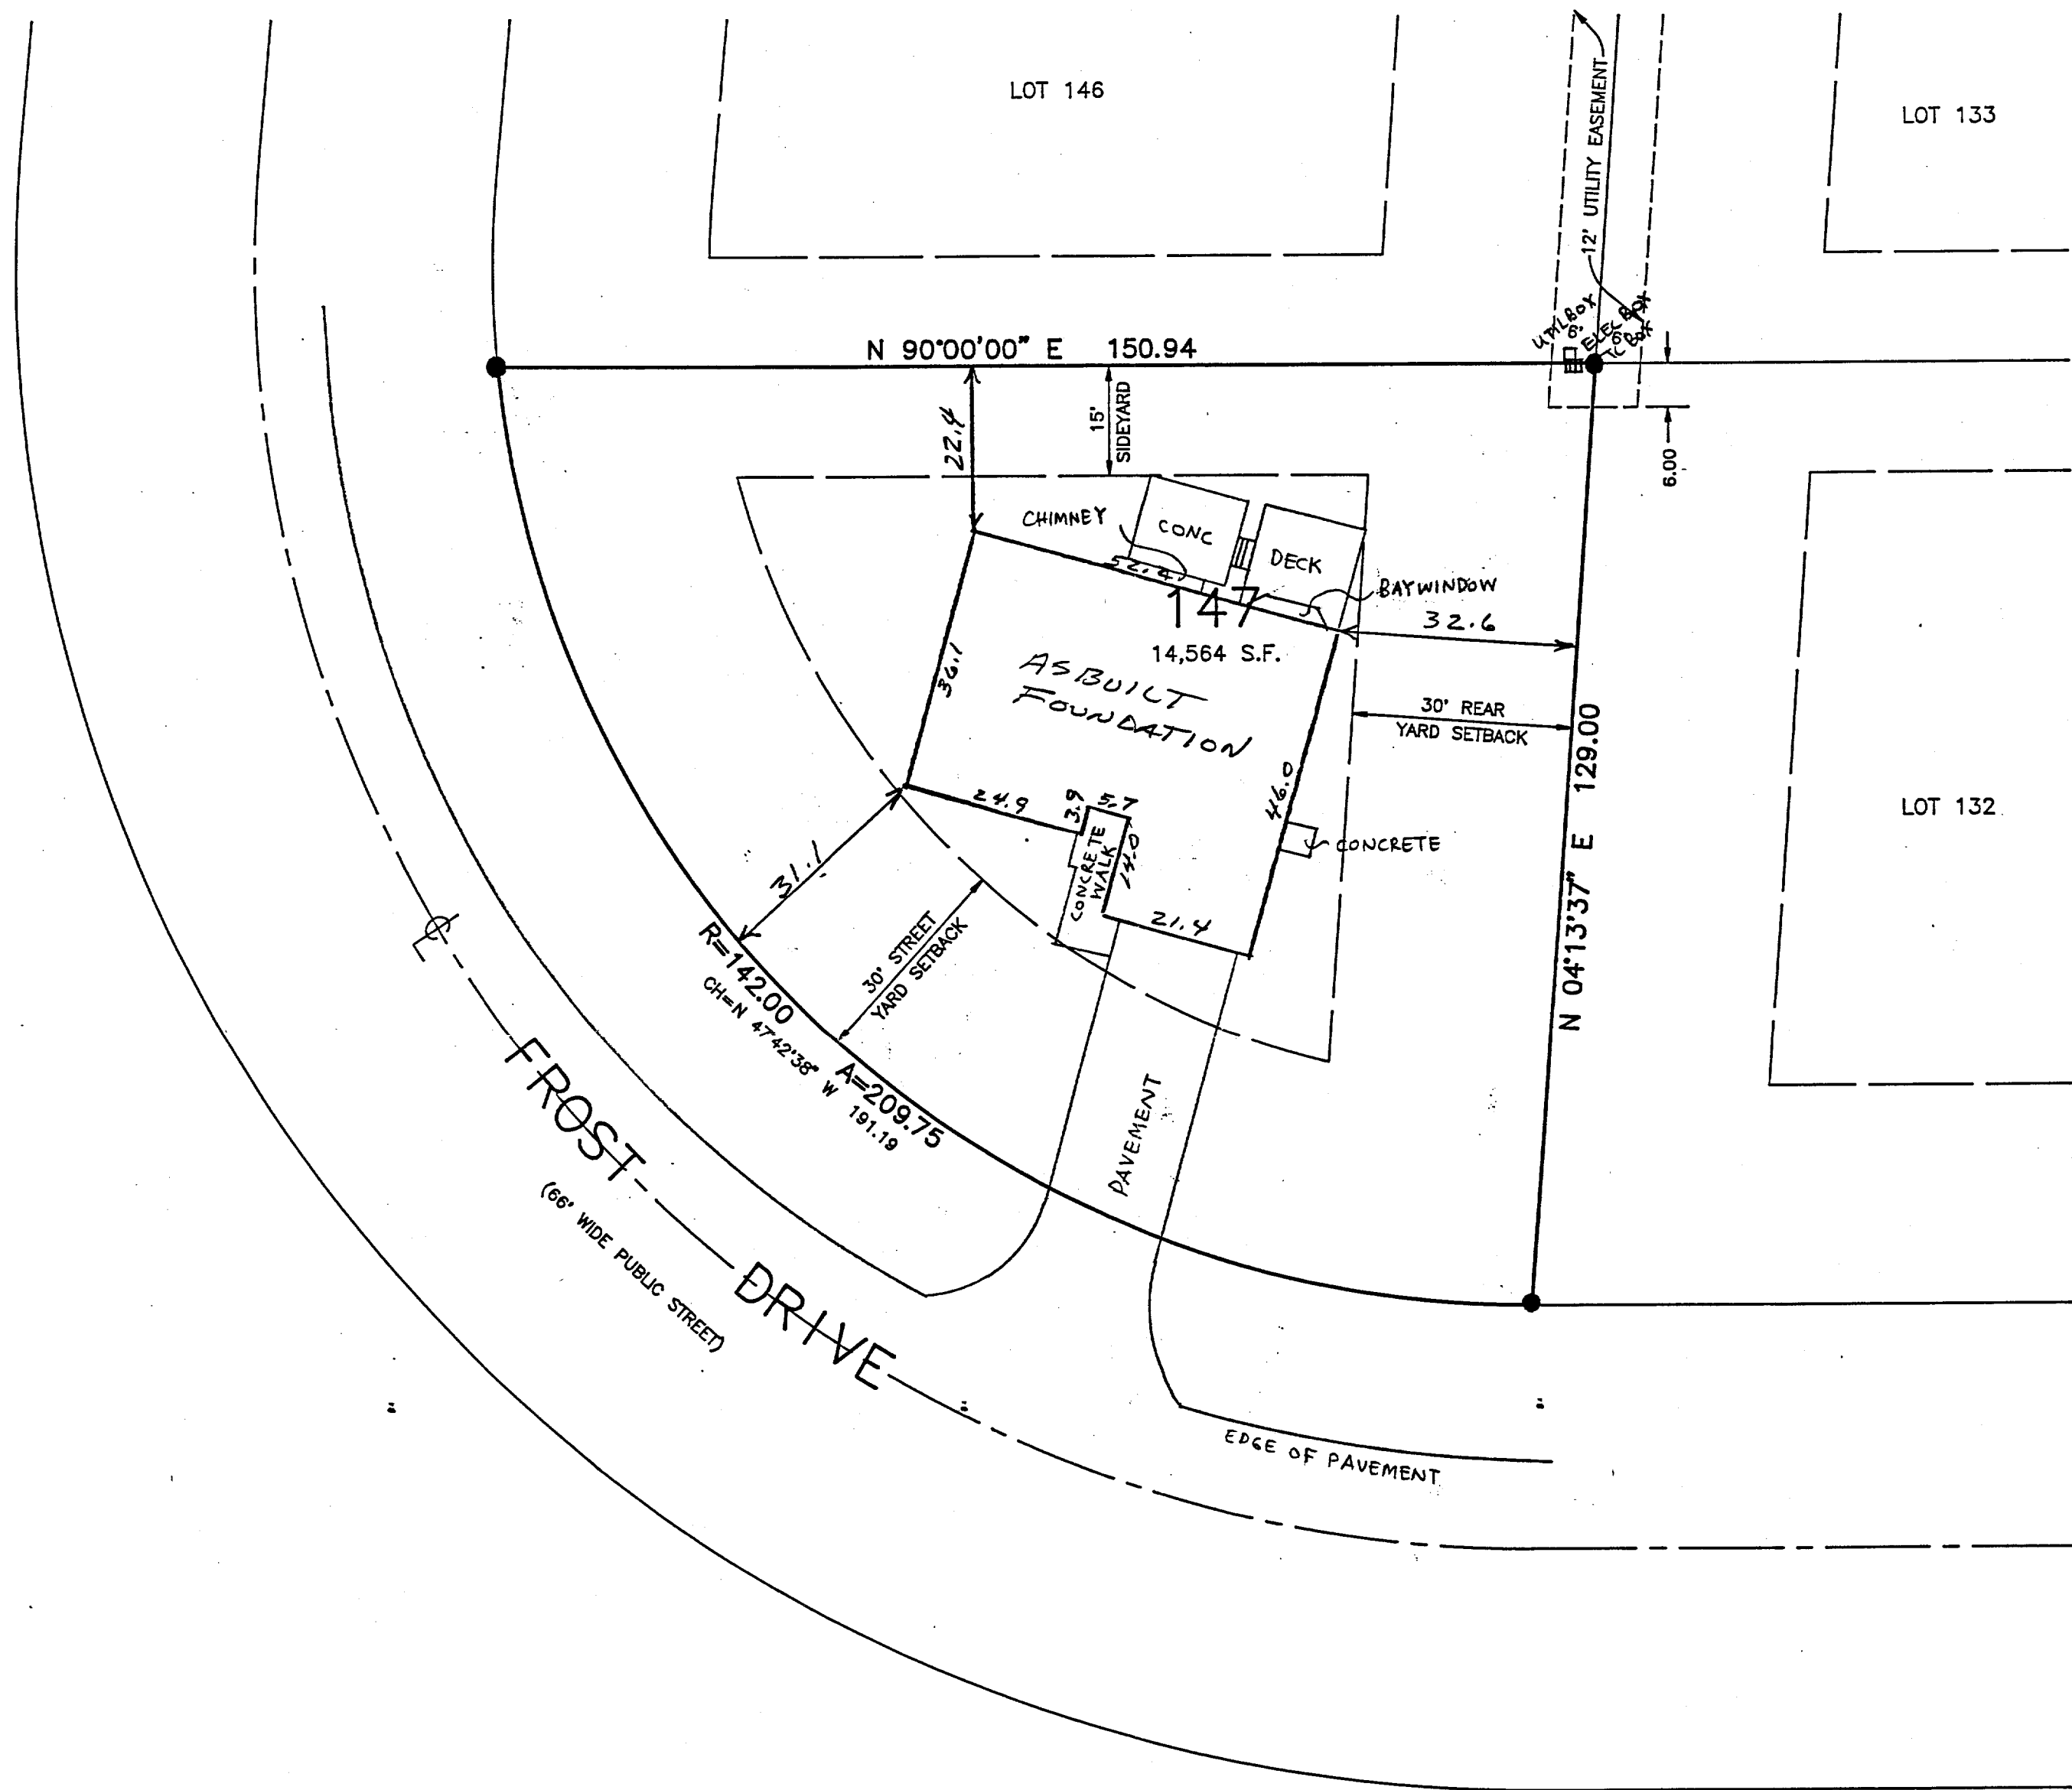 LOT 146
LOT 133
12' UTILITY EASEMENT
UTILBOX
6'
ELEC BOX
6'
TC BOX
N 90°00'00" E 150.94
22.4
15'
SIDEYARD
6.00
CHIMNEY
CONC
DECK
52.4
BAYWINDOW
147
32.6
14,564 S.F.
ASBUILT
FOUNDATION
36.1
30' REAR
YARD SETBACK
N 04°13'37" E 129.00
LOT 132
24.9
3.9
5.7
46.0
CONCRETE
WALK
14.0
CONCRETE
31.1
21.4
30' STREET
YARD SETBACK
R=142.00 A=209.75
CH=N 47°42'38" W 191.19
PAVEMENT
FROST DRIVE
(66' WIDE PUBLIC STREET)
EDGE OF PAVEMENT